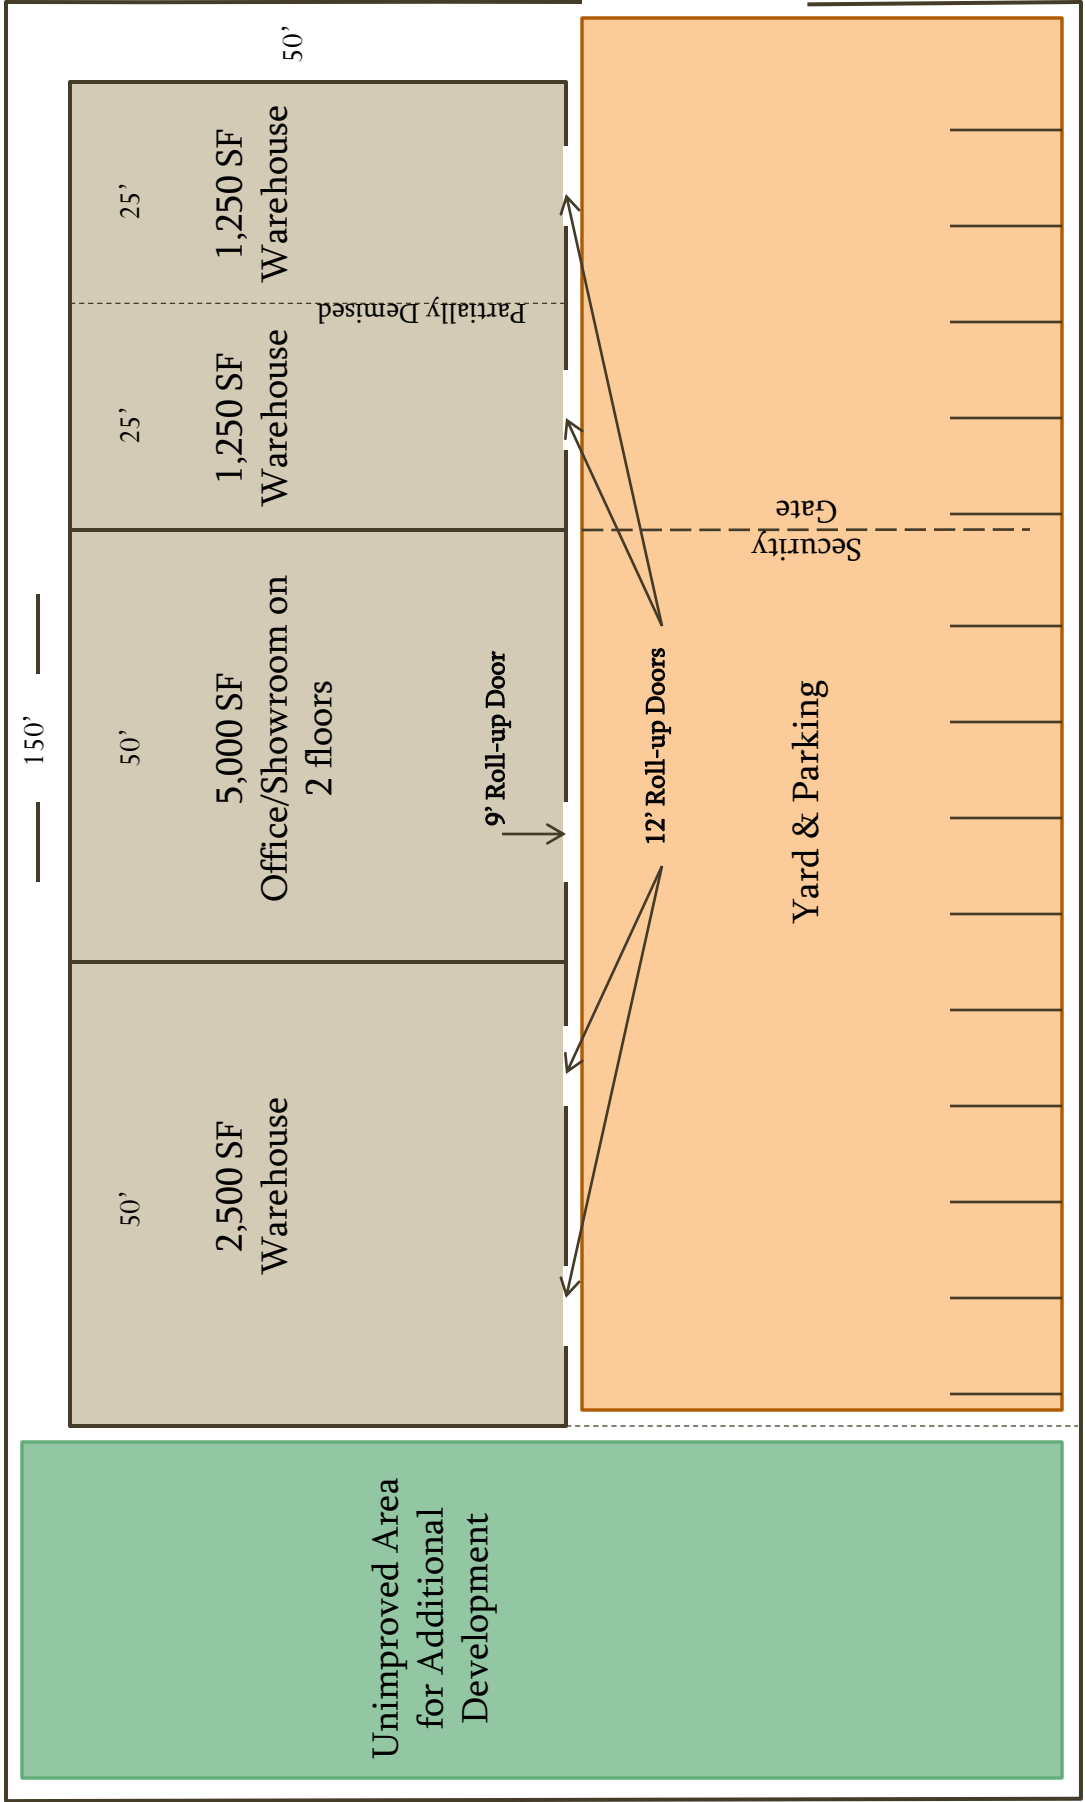 150’
50’
50’
2,500 SF
Warehouse
50’
5,000 SF
Office/Showroom on
2 floors
9’ Roll-up Door
25’
1,250 SF
Warehouse
Partially Demised
25’
1,250 SF
Warehouse
12’ Roll-up Doors
Security
Gate
Yard & Parking
Unimproved Area
for Additional
Development